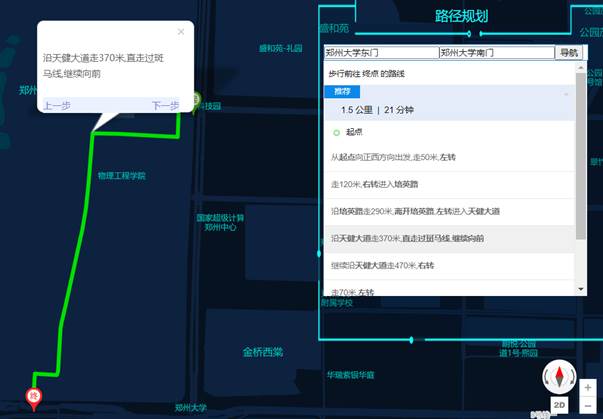 路径规划
盛和苑
盛和苑-礼园
郑州大学东门
郑州大学南门
导航
步行前往 终点 的路线
推荐
1.5 公里 | 21 分钟
起点
从起点向正西方向出发,走50米,左转
走120米,右转进入培英路
沿培英路走290米,离开培英路,左转进入天健大道
沿天健大道走370米,直走过斑马线,继续向前
继续沿天健大道走470米,右转
走70米,左转
沿天健大道走370米,直走过斑
马线,继续向前
上一步
下一步
科技园
物理工程学院
国家超级计算
郑州中心
附属学校
金桥西棠
朗悦·公园
道1号-熙园
华瑞紫铂华庭
终
郑州大学
2D